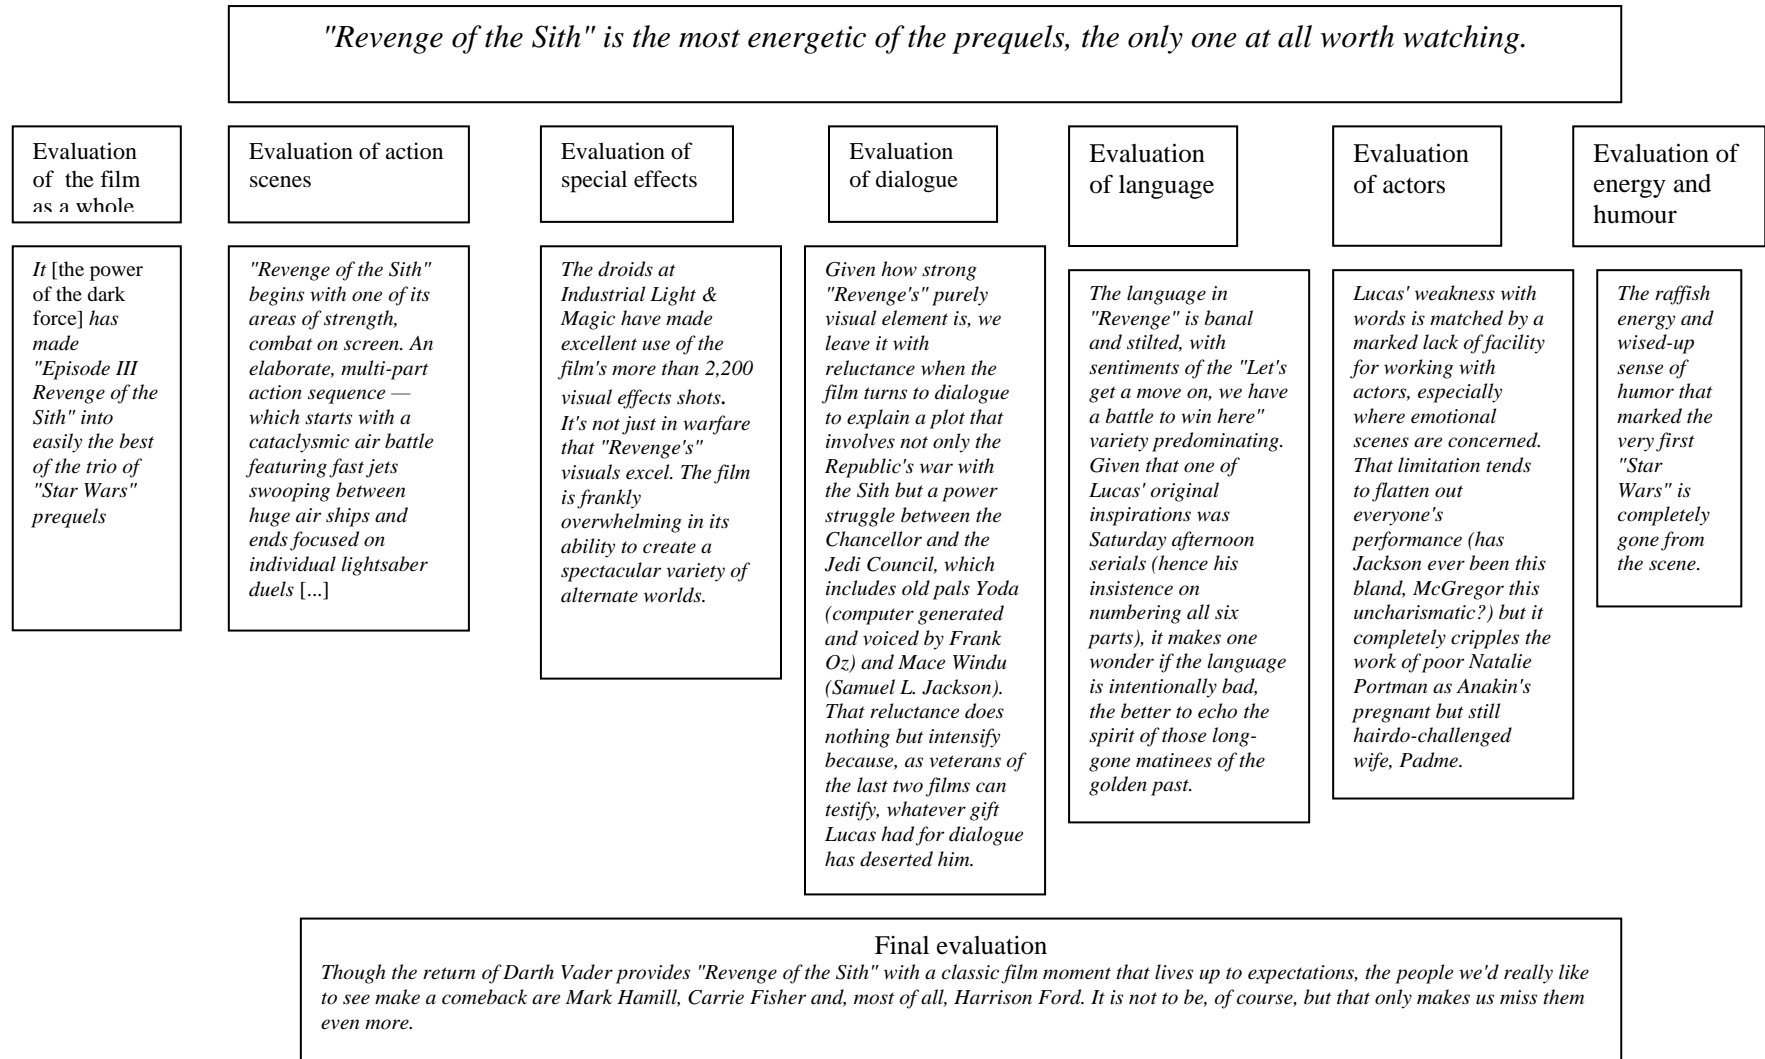 "Revenge of the Sith" is the most energetic of the prequels, the only one at all worth watching.
Evaluation
of the film
as a whole
Evaluation of action
scenes
Evaluation of
special effects
Evaluation
of dialogue
Evaluation
of language
Evaluation
of actors
Evaluation of
energy and
humour
It [the power
of the dark
force] has
made
"Episode III
Revenge of the
Sith" into
easily the best
of the trio of
"Star Wars"
prequels
"Revenge of the Sith"
begins with one of its
areas of strength,
combat on screen. An
elaborate, multi-part
action sequence —
which starts with a
cataclysmic air battle
featuring fast jets
swooping between
huge air ships and
ends focused on
individual lightsaber
duels [...]
The droids at
Industrial Light &
Magic have made
excellent use of the
film's more than 2,200
visual effects shots.
It's not just in warfare
that "Revenge's"
visuals excel. The film
is frankly
overwhelming in its
ability to create a
spectacular variety of
alternate worlds.
Given how strong
"Revenge's" purely
visual element is, we
leave it with
reluctance when the
film turns to dialogue
to explain a plot that
involves not only the
Republic's war with
the Sith but a power
struggle between the
Chancellor and the
Jedi Council, which
includes old pals Yoda
(computer generated
and voiced by Frank
Oz) and Mace Windu
(Samuel L. Jackson).
That reluctance does
nothing but intensify
because, as veterans of
the last two films can
testify, whatever gift
Lucas had for dialogue
has deserted him.
The language in
"Revenge" is banal
and stilted, with
sentiments of the "Let's
get a move on, we have
a battle to win here"
variety predominating.
Given that one of
Lucas' original
inspirations was
Saturday afternoon
serials (hence his
insistence on
numbering all six
parts), it makes one
wonder if the language
is intentionally bad,
the better to echo the
spirit of those long-
gone matinees of the
golden past.
Lucas' weakness with
words is matched by a
marked lack of facility
for working with
actors, especially
where emotional
scenes are concerned.
That limitation tends
to flatten out
everyone's
performance (has
Jackson ever been this
bland, McGregor this
uncharismatic?) but it
completely cripples the
work of poor Natalie
Portman as Anakin's
pregnant but still
hairdo-challenged
wife, Padme.
The raffish
energy and
wised-up
sense of
humor that
marked the
very first
"Star
Wars" is
completely
gone from
the scene.
Final evaluation
Though the return of Darth Vader provides "Revenge of the Sith" with a classic film moment that lives up to expectations, the people we'd really like
to see make a comeback are Mark Hamill, Carrie Fisher and, most of all, Harrison Ford. It is not to be, of course, but that only makes us miss them
even more.